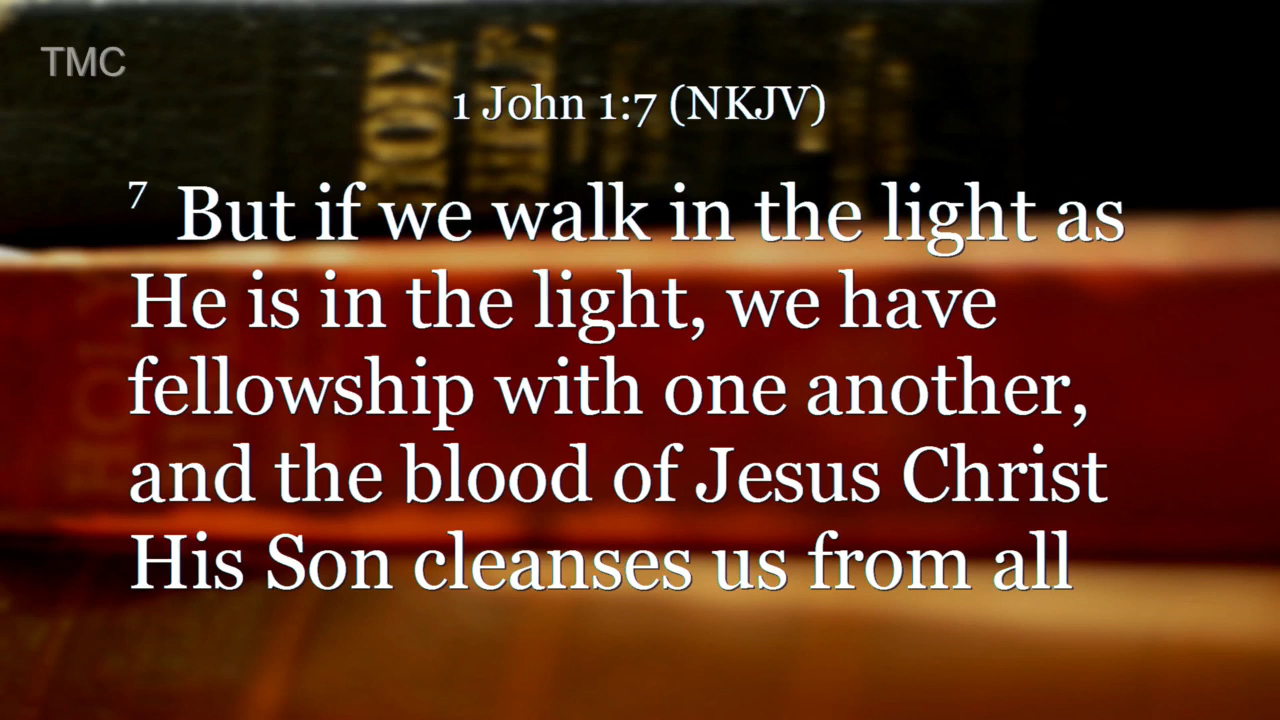 TMC
1 John 1:7 (NKJV)
7 But if we walk in the light as
He is in the light, we have
fellowship with one another,
and the blood of Jesus Christ
His Son cleanses us from all
HOLY